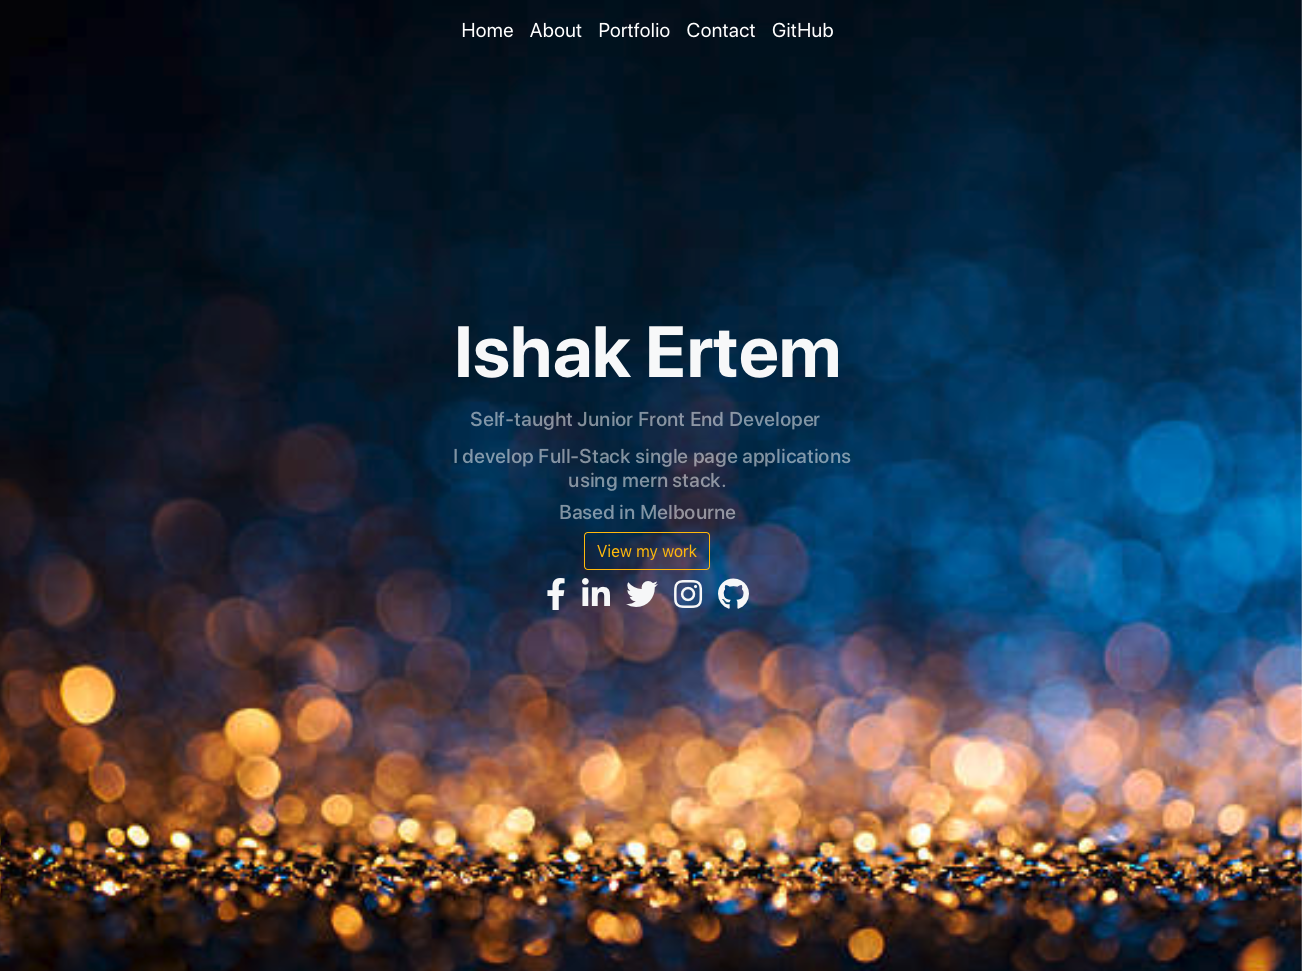 Home About Portfolio Contact GitHub
Ishak Ertem
Self-taught Junior Front End Developer
I develop Full-Stack single page applications
using mern stack.
Based in Melbourne
View my work